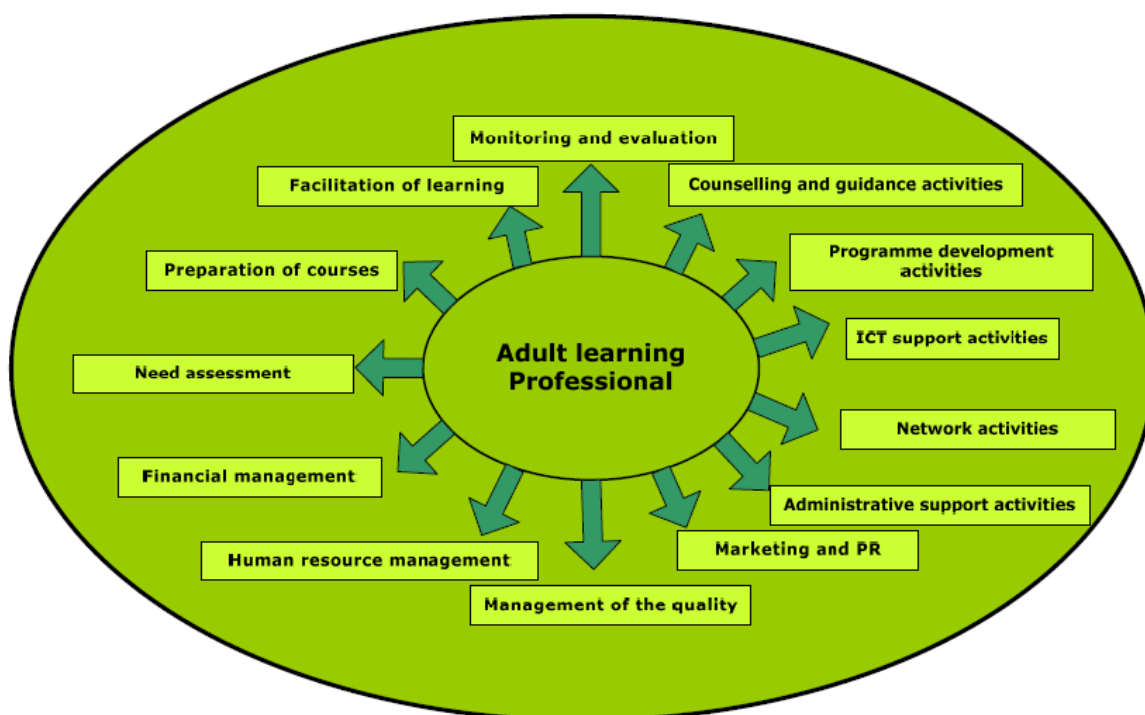 Monitoring and evaluation
Facilitation of learning
Counselling and guidance activities
Preparation of courses
Programme development
activities
ICT support activities
Adult learning
Professional
Need assessment
Network activities
Financial management
Administrative support activities
Human resource management
Marketing and PR
Management of the quality